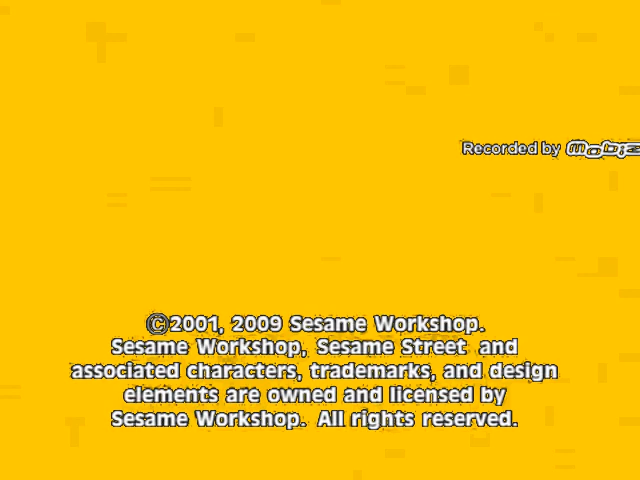 Recorded by
©2001, 2009 Sesame Workshop.
Sesame Workshop, Sesame Street and
associated characters, trademarks, and design
elements are owned and licensed by
Sesame Workshop. All rights reserved.